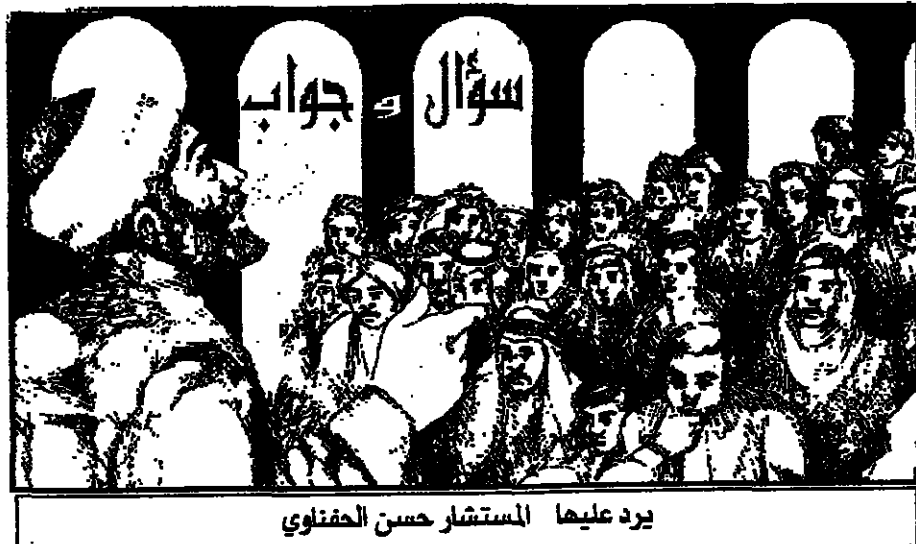 سؤال و جواب
يرد عليها المستشار حسن الحفناوي